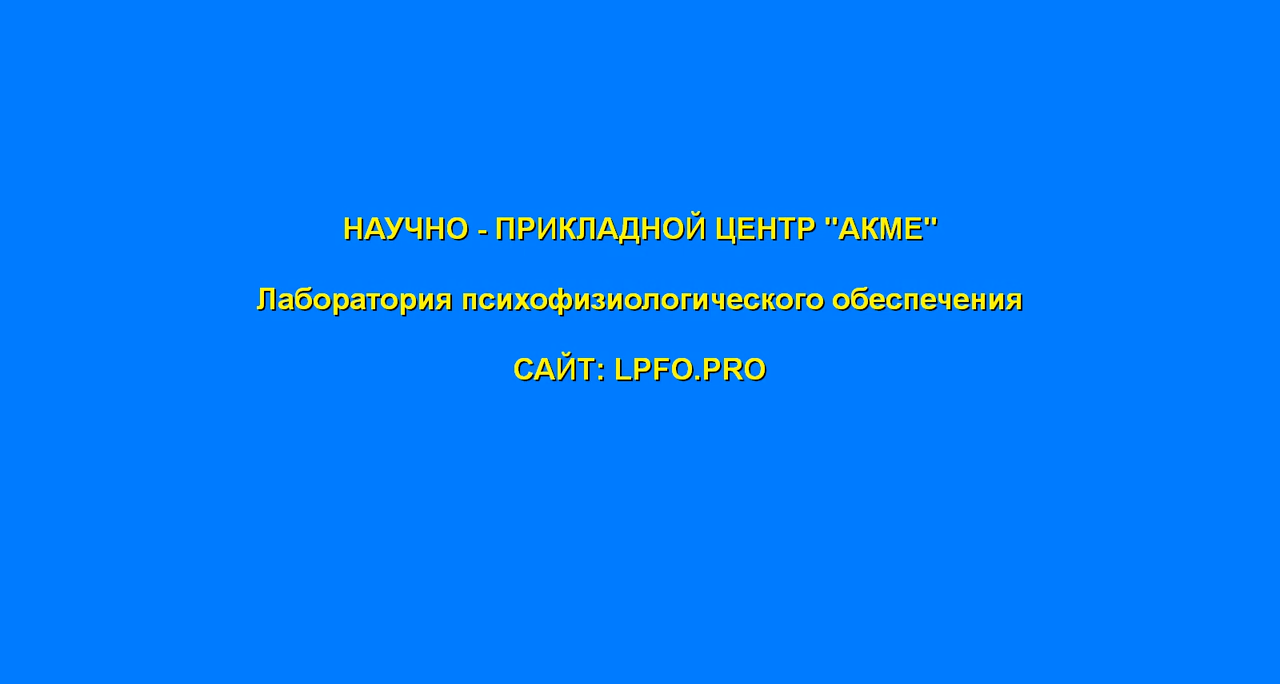 НАУЧНО - ПРИКЛАДНОЙ ЦЕНТР "АКМЕ"
Лаборатория психофизиологического обеспечения
САЙТ: LPFO.PRO